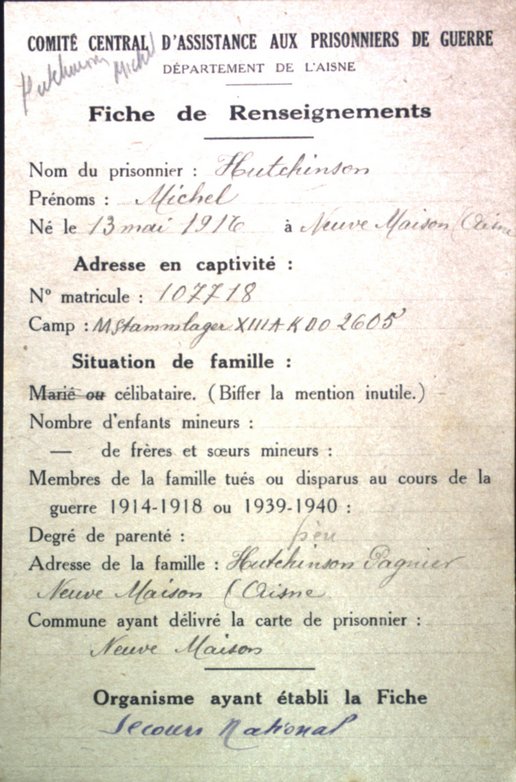 COMITÉ CENTRAL D'ASSISTANCE AUX PRISONNIERS DE GUERRE
Hutchinson Michel
DÉPARTEMENT DE L'AISNE
Fiche de Renseignements
Nom du prisonnier : Hutchinson
Prénoms : Michel
Né le 13 mai 1916 à Neuve Maison (Aisne
Adresse en captivité :
N° matricule : 107718
Camp : M Stammlager XIII A K DO 2605
Situation de famille :
Marié ou célibataire. (Biffer la mention inutile.)
Nombre d'enfants mineurs :
— de frères et sœurs mineurs :
Membres de la famille tués ou disparus au cours de la
guerre 1914-1918 ou 1939-1940 :
Degré de parenté :
Adresse de la famille : Hutchinson Pagnier
Neuve Maison (Aisne
Commune ayant délivré la carte de prisonnier :
Neuve Maison
Organisme ayant établi la Fiche
Secours National